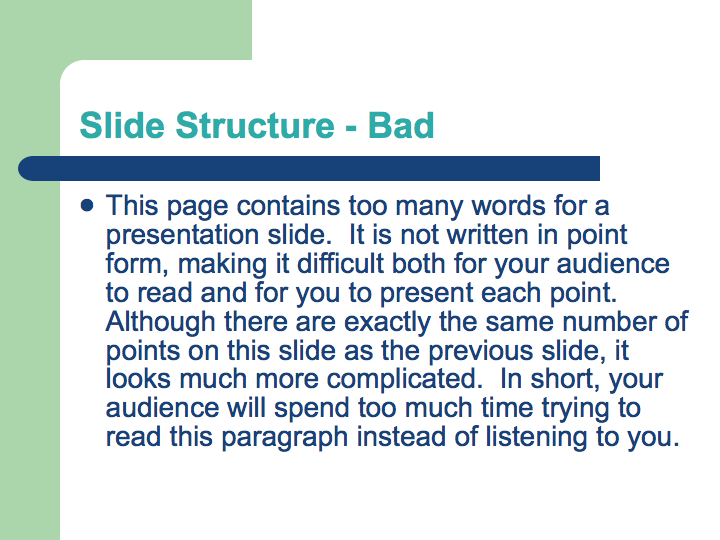 Slide Structure - Bad
• This page contains too many words for a
presentation slide.  It is not written in point
form, making it difficult both for your audience
to read and for you to present each point.
Although there are exactly the same number of
points on this slide as the previous slide, it
looks much more complicated.  In short, your
audience will spend too much time trying to
read this paragraph instead of listening to you.